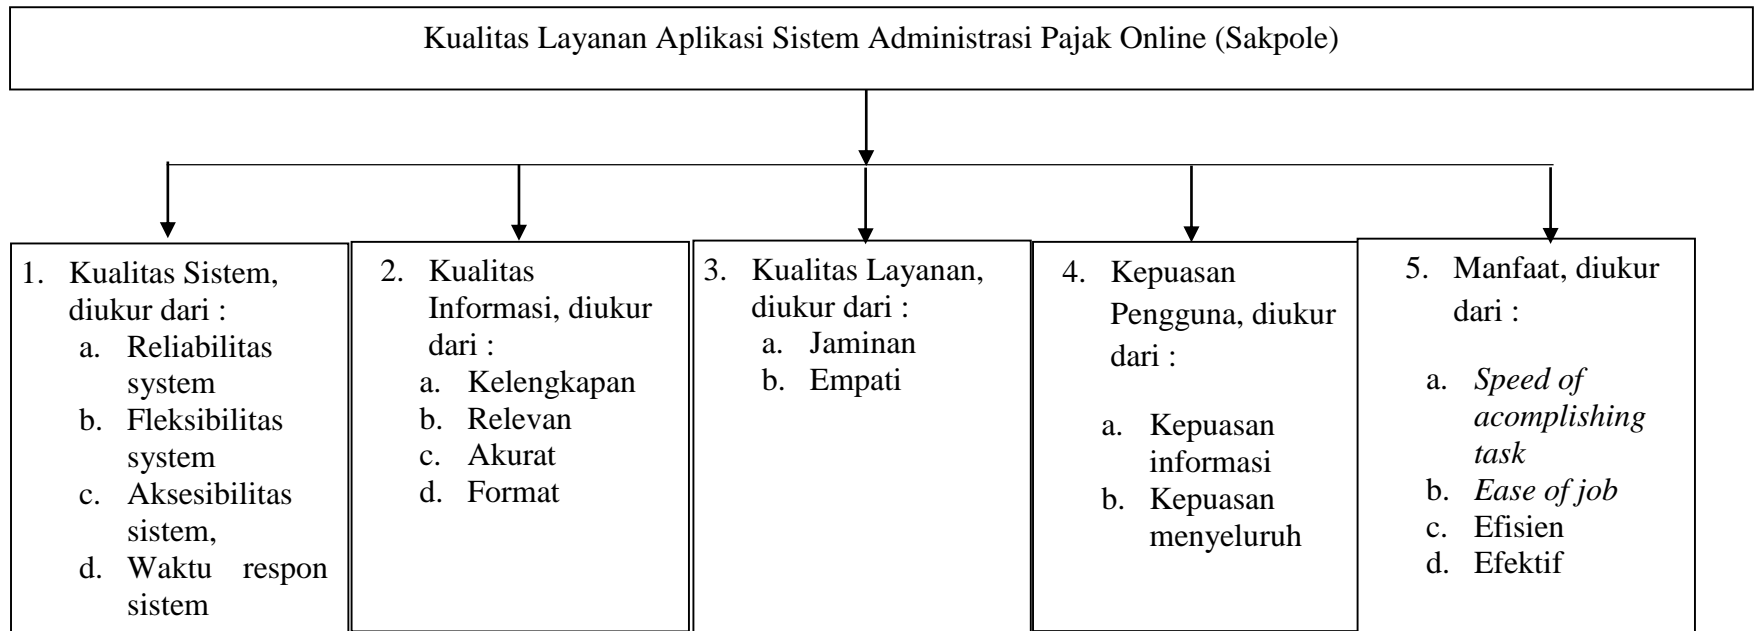 Kualitas Layanan Aplikasi Sistem Administrasi Pajak Online (Sakpole)
1. Kualitas Sistem,
diukur dari :
a. Reliabilitas
system
b. Fleksibilitas
system
c. Aksesibilitas
sistem,
d. Waktu respon
sistem
2. Kualitas
Informasi, diukur
dari :
a. Kelengkapan
b. Relevan
c. Akurat
d. Format
3. Kualitas Layanan,
diukur dari :
a. Jaminan
b. Empati
4. Kepuasan
Pengguna, diukur
dari :
a. Kepuasan
informasi
b. Kepuasan
menyeluruh
5. Manfaat, diukur
dari :
a. Speed of
acomplishing
task
b. Ease of job
c. Efisien
d. Efektif